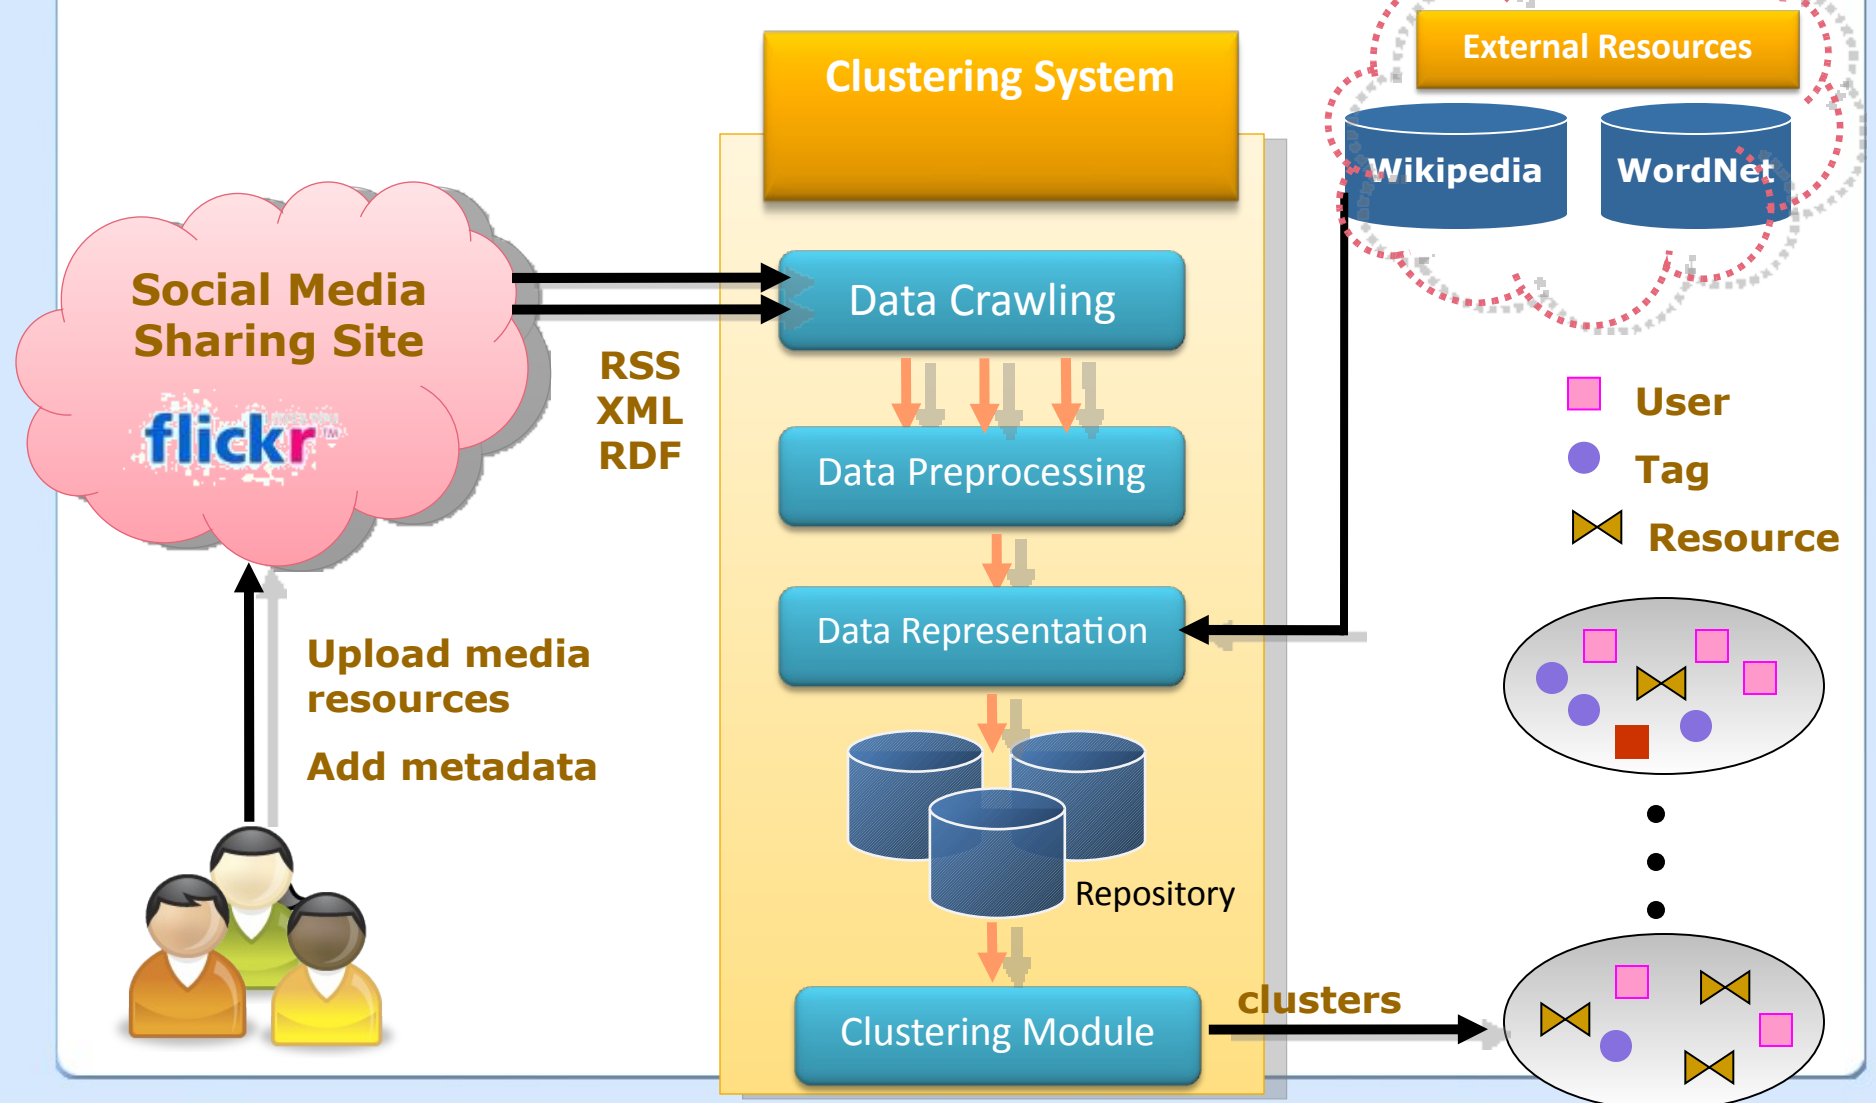 Clustering System
External Resources
Wikipedia
WordNet
Social Media
Sharing Site
flickr
TM
RSS
XML
RDF
Data Crawling
Data Preprocessing
Data Representation
Repository
Clustering Module
clusters
User
Tag
Resource
Upload media
resources
Add metadata